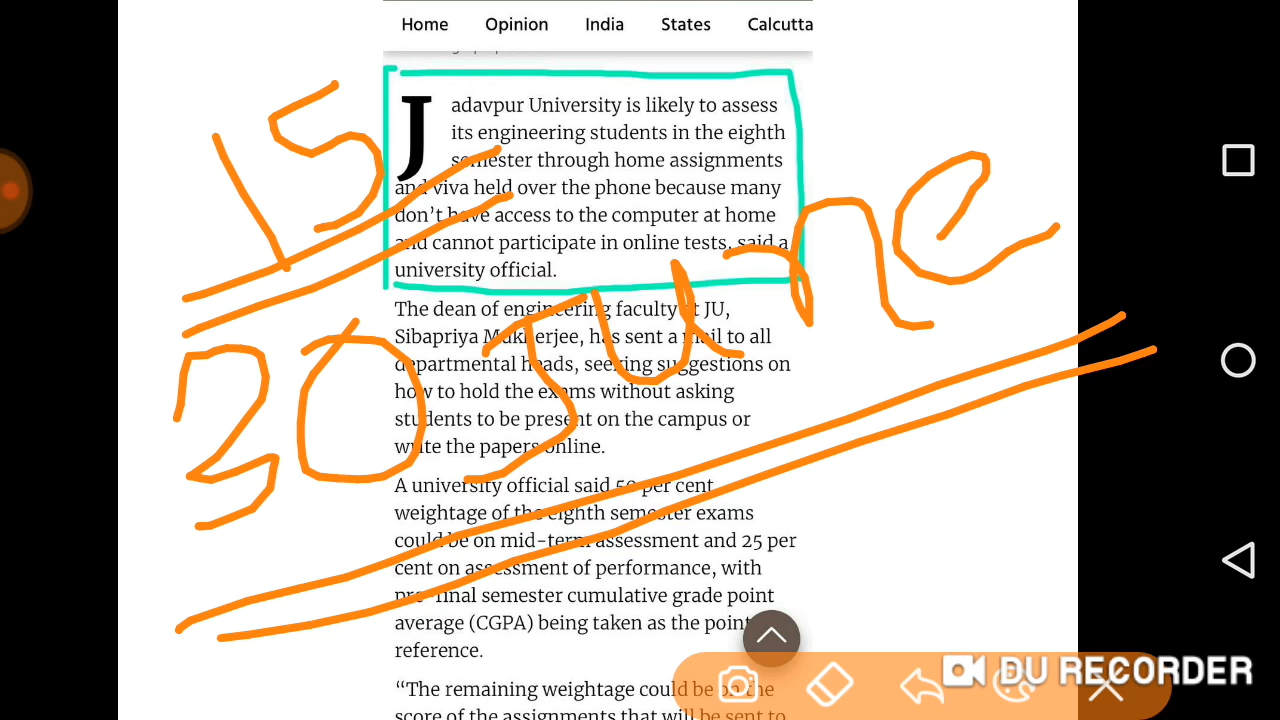 Home Opinion India States Calcutta
Jadavpur University is likely to assess
its engineering students in the eighth
semester through home assignments
and viva held over the phone because many
don't have access to the computer at home
and cannot participate in online tests, said a
university official.
The dean of engineering faculty at JU,
Sibapriya Mukherjee, has sent a mail to all
departmental heads, seeking suggestions on
how to hold the exams without asking
students to be present on the campus or
write the papers online.
A university official said 50 per cent
weightage of the eighth semester exams
could be on mid-term assessment and 25 per
cent on assessment of performance, with
pre-final semester cumulative grade point
average (CGPA) being taken as the point
reference.
“The remaining weightage could be on the
score of the assignments that will be sent to
15
30 June
DU RECORDER